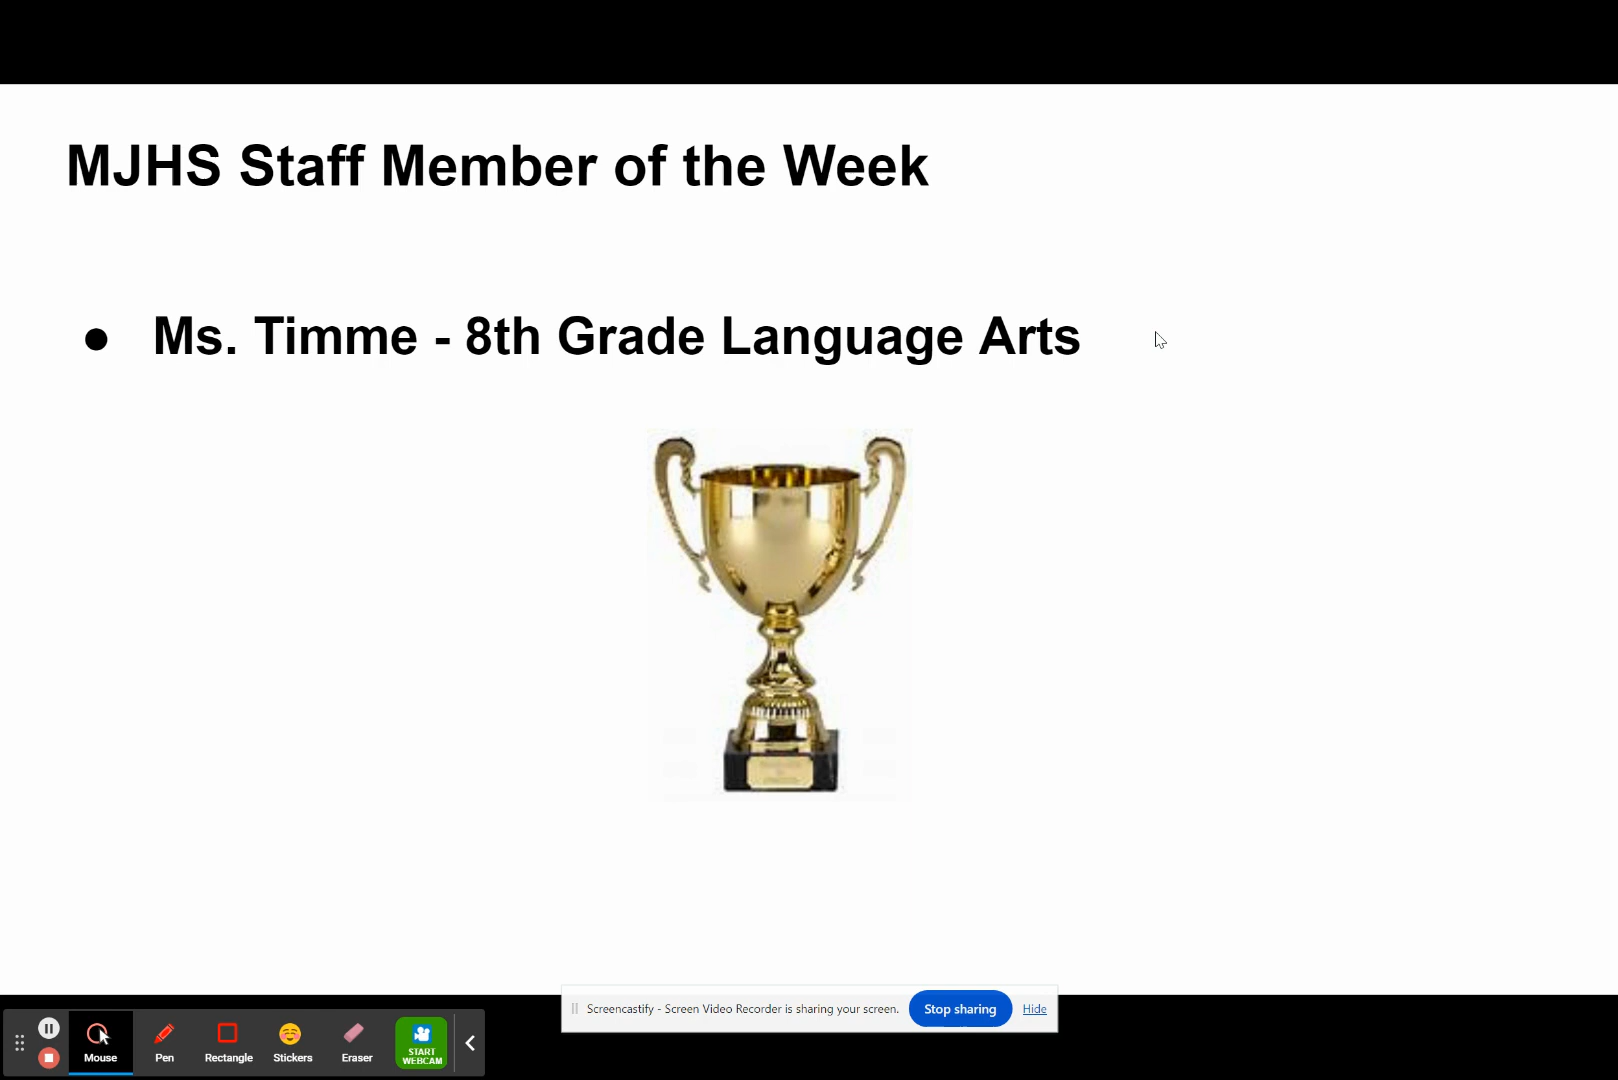 MJHS Staff Member of the Week
● Ms. Timme - 8th Grade Language Arts
Screencastify - Screen Video Recorder is sharing your screen. Stop sharing Hide
Mouse Pen Rectangle Stickers Eraser START WEBCAM